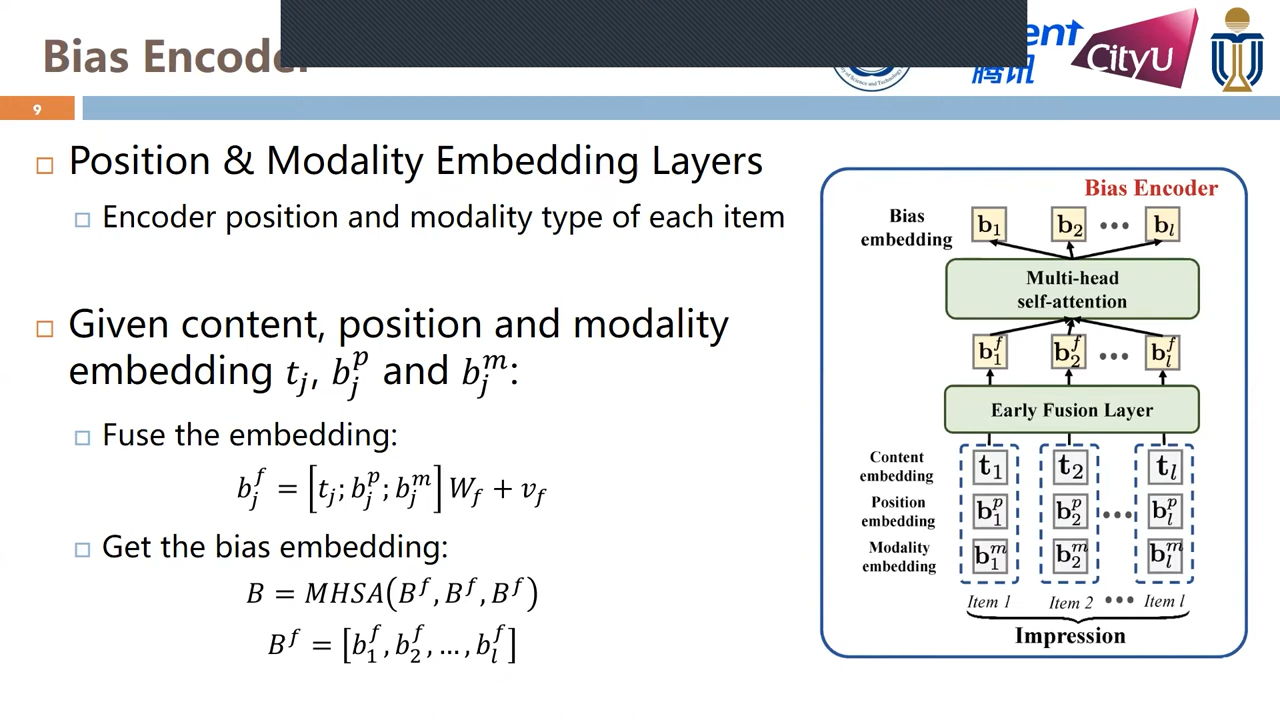 Bias Encoder
CityU
腾讯
9
Position & Modality Embedding Layers
Encoder position and modality type of each item
Given content, position and modality
embedding t_j, b_j^p and b_j^m:
Fuse the embedding:
b_j^f = [t_j; b_j^p; b_j^m] W_f + v_f
Get the bias embedding:
B = MHSA(B^f, B^f, B^f)
B^f = [b_1^f, b_2^f, …, b_l^f]
Bias Encoder
Bias
embedding
b_1 b_2 ••• b_l
Multi-head
self-attention
b_1^f b_2^f ••• b_l^f
Early Fusion Layer
Content
embedding
t_1 t_2 t_l
Position
embedding
b_1^p b_2^p ••• b_l^p
Modality
embedding
b_1^m b_2^m b_l^m
Item 1 Item 2 ••• Item l
Impression